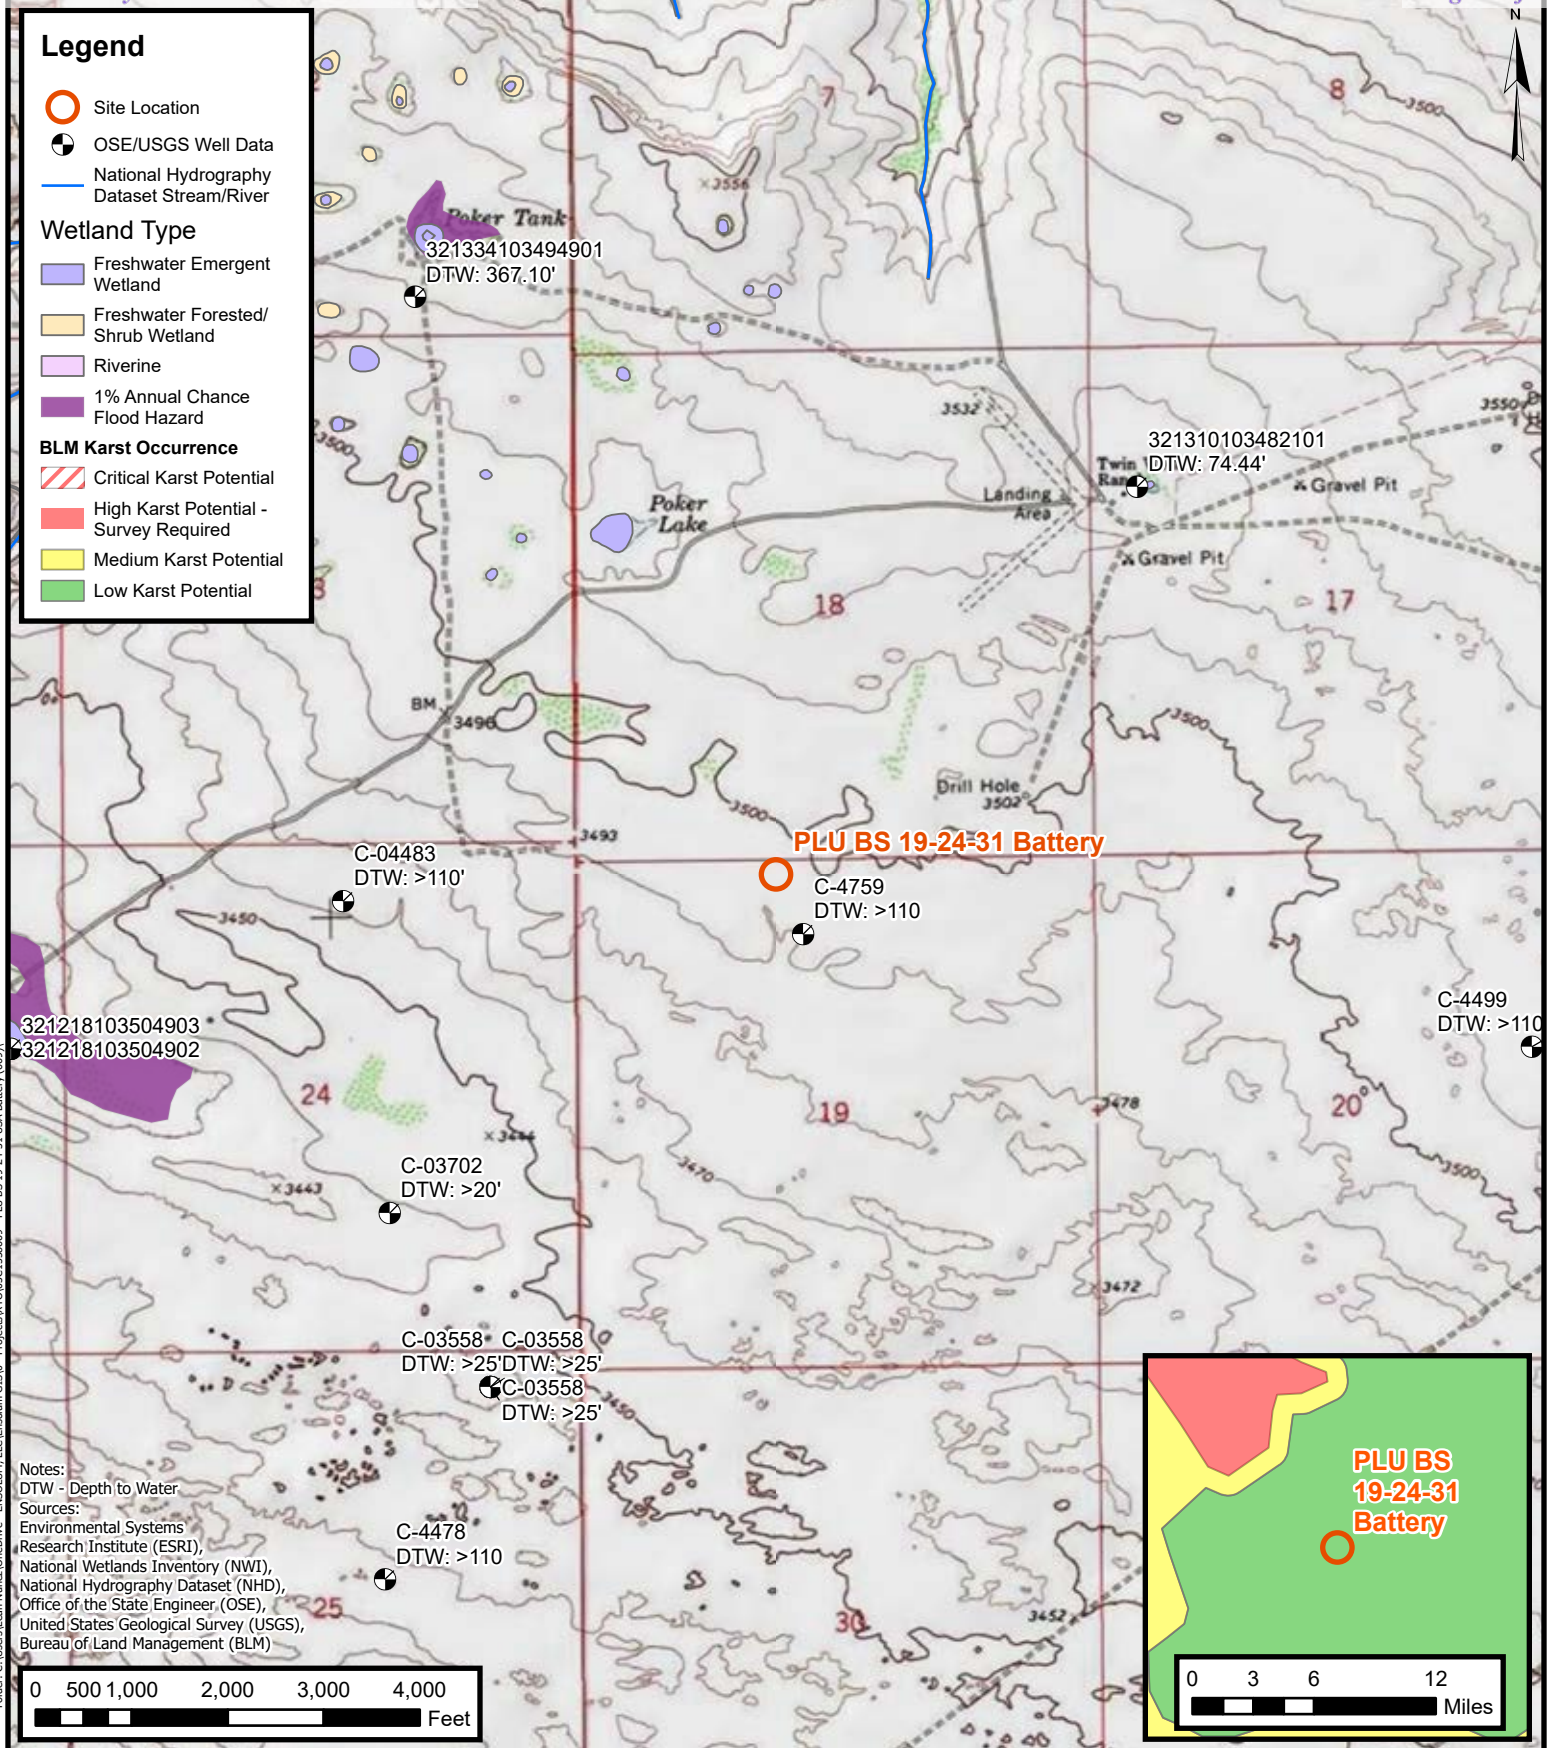 Legend
Site Location
OSE/USGS Well Data
National Hydrography
Dataset Stream/River
Wetland Type
Freshwater Emergent
Wetland
Freshwater Forested/
Shrub Wetland
Riverine
1% Annual Chance
Flood Hazard
BLM Karst Occurrence
Critical Karst Potential
High Karst Potential -
Survey Required
Medium Karst Potential
Low Karst Potential
N
7
8
3500
×3556
Poker Tank
321334103494901
DTW: 367.10'
3532
3550
321310103482101
DTW: 74.44'
Twin
Landing
Area
Gravel Pit
Gravel Pit
3500
Poker
Lake
18
17
BM
3496
3500
3500
Drill Hole
3502
3493
PLU BS 19-24-31 Battery
C-04483
DTW: >110'
C-4759
DTW: >110
3450
C-4499
DTW: >110
321218103504903
321218103504902
24
19
20
3478
×3444
3470
3500
C-03702
DTW: >20'
×3443
3472
C-03558
DTW: >25'
C-03558
DTW: >25'
C-03558
DTW: >25'
3450
C-4478
DTW: >110
25
30
3452
Notes:
DTW - Depth to Water
Sources:
Environmental Systems
Research Institute (ESRI),
National Wetlands Inventory (NWI),
National Hydrography Dataset (NHD),
Office of the State Engineer (OSE),
United States Geological Survey (USGS),
Bureau of Land Management (BLM)
0 500 1,000 2,000 3,000 4,000
Feet
PLU BS
19-24-31
Battery
0 3 6 12
Miles